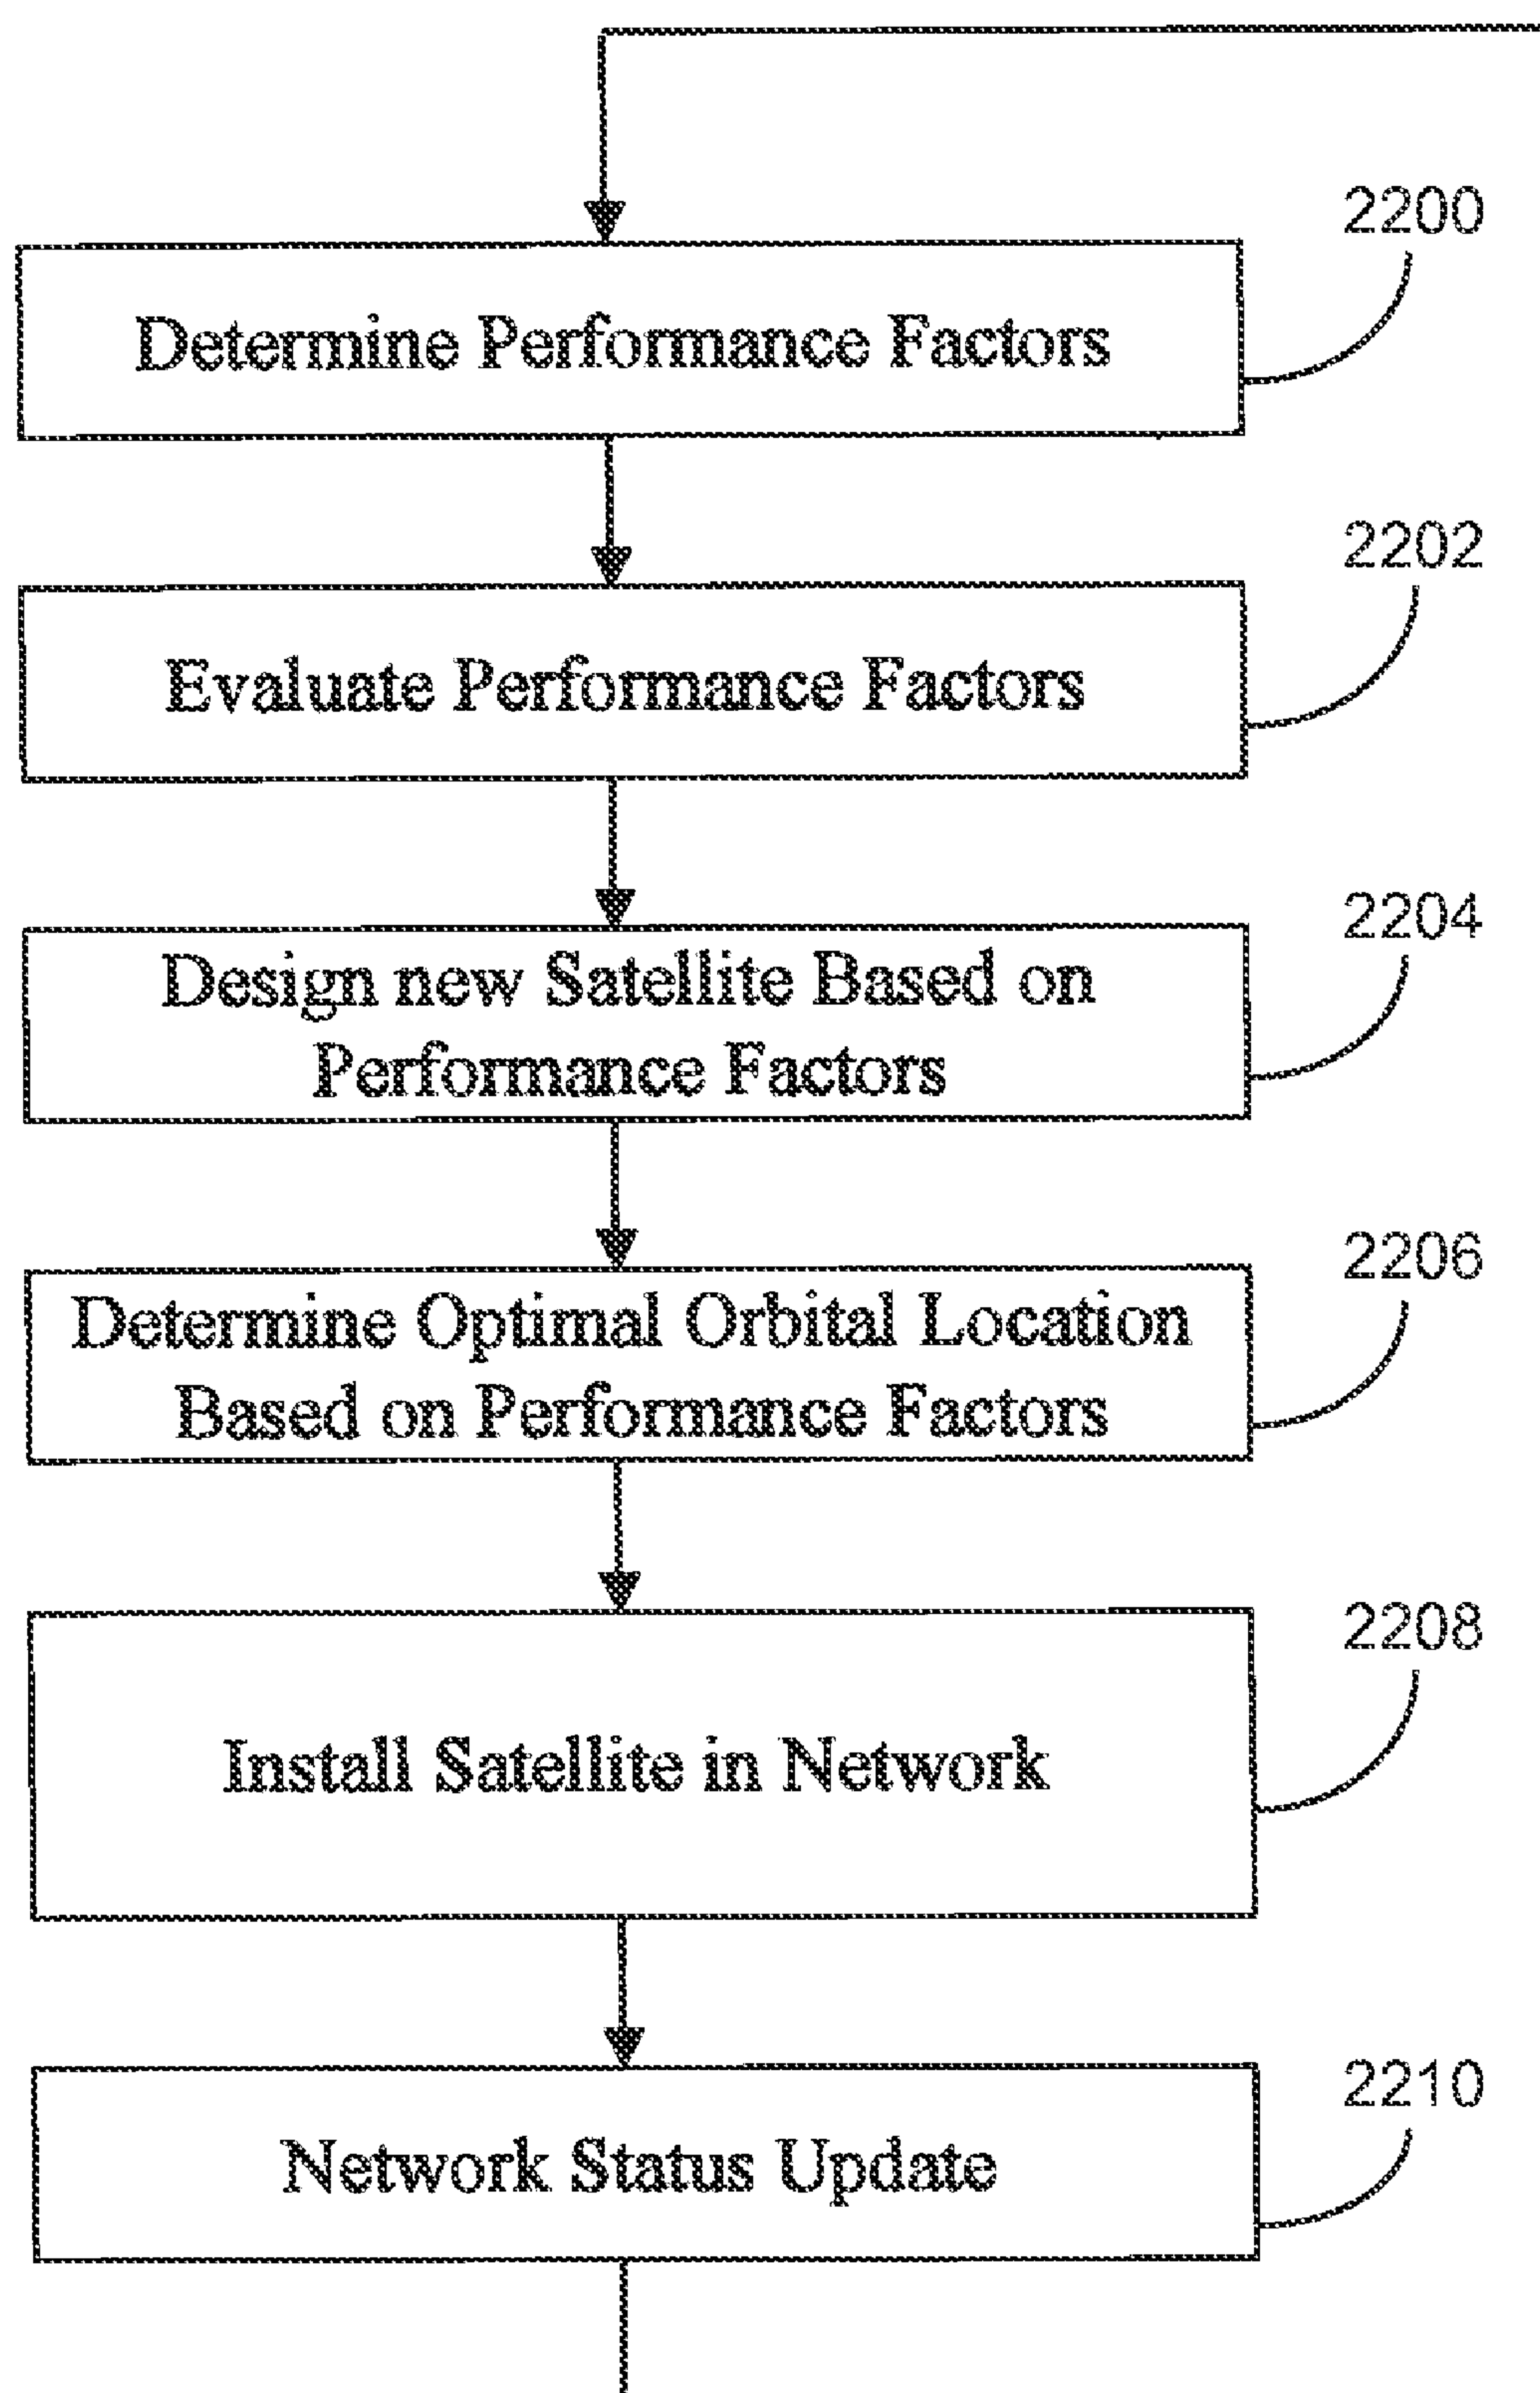 2200
Determine Performance Factors
2202
Evaluate Performance Factors
2204
Design new Satellite Based on
Performance Factors
2206
Determine Optimal Orbital Location
Based on Performance Factors
2208
Install Satellite in Network
2210
Network Status Update